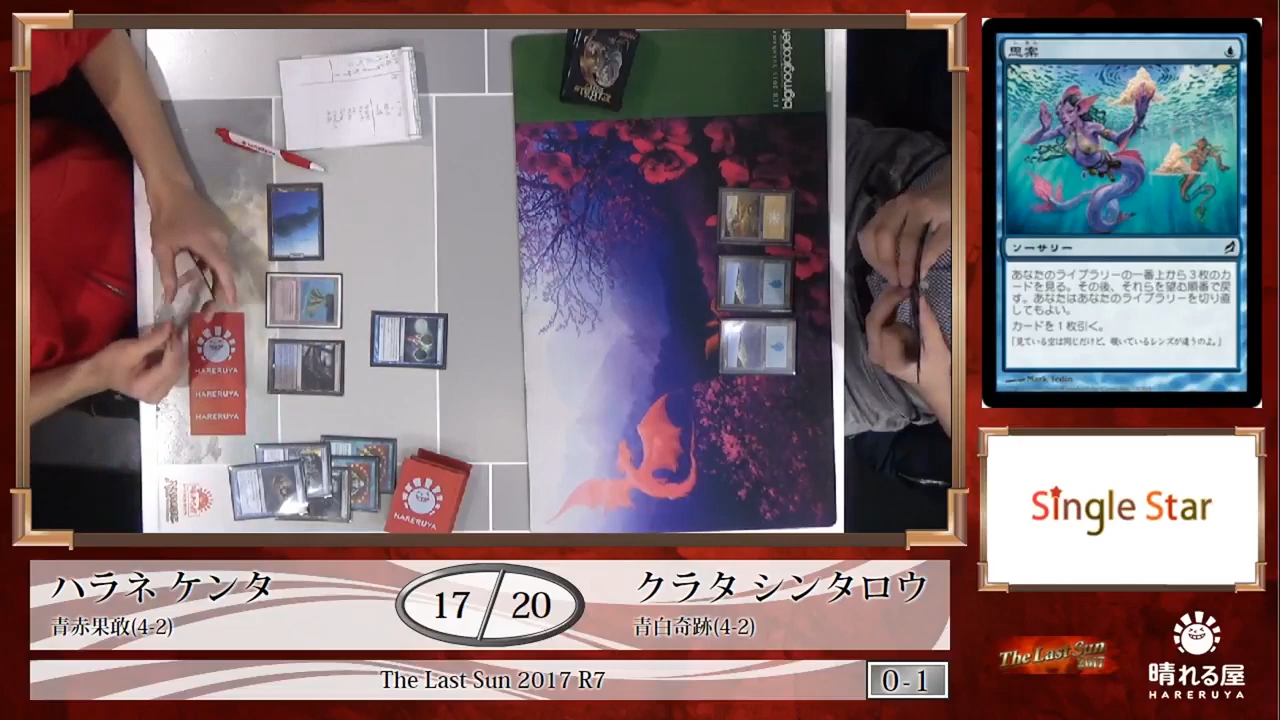 bigmagicopen
HARERUYA
HARERUYA
HARERUYA
HARERUYA
思案
ソーサリー
あなたのライブラリーの一番上から3枚のカ
ードを見る。その後、それらを望む順番で戻
す。あなたはあなたのライブラリーを切り直
してもよい。
カードを1枚引く。
「見ている空は同じだけど、覗いているレンズが違うのよ。」
Mark Tedin
Single Star
ハラネ ケンタ
青赤果敢(4-2)
17/20
クラタ シンタロウ
青白奇跡(4-2)
The Last Sun 2017 R7
0-1
The Last Sun
2017
晴れる屋
HARERUYA